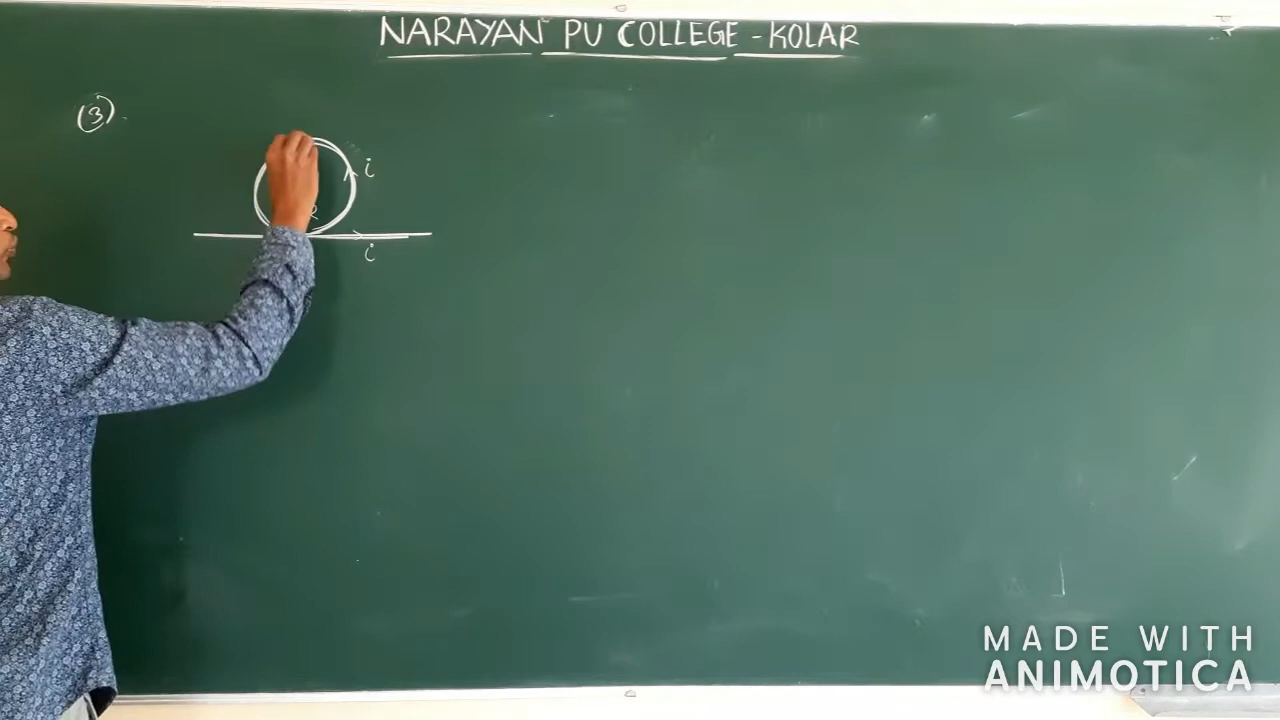 NARAYAN PU COLLEGE - KOLAR
(3).
i
R
i
MADE WITH
ANIMOTICA